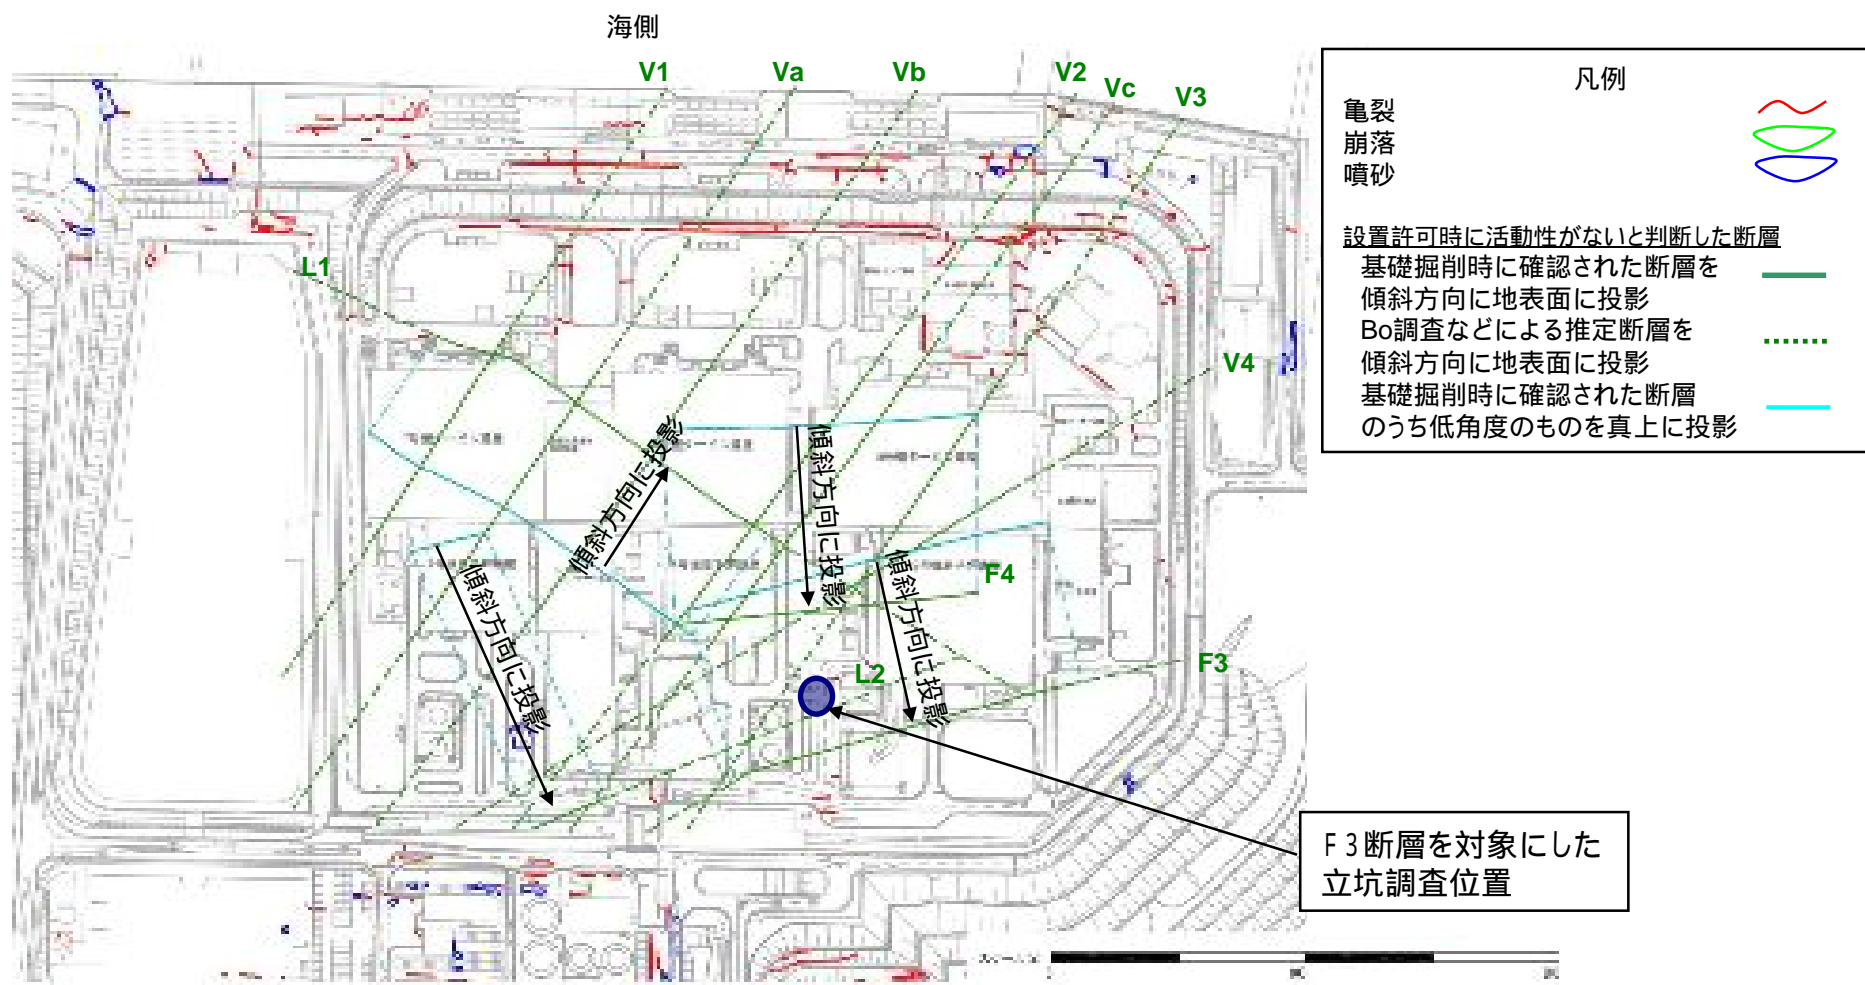 海側
V1
Va
Vb
V2
Vc
V3
L1
V4
F4
F3
L2
傾斜方向に投影
傾斜方向に投影
傾斜方向に投影
傾斜方向に投影
凡例
亀裂
崩落
噴砂
設置許可時に活動性がないと判断した断層
基礎掘削時に確認された断層を
傾斜方向に地表面に投影
Bo調査などによる推定断層を
傾斜方向に地表面に投影
基礎掘削時に確認された断層
のうち低角度のものを真上に投影
F3断層を対象にした
立坑調査位置